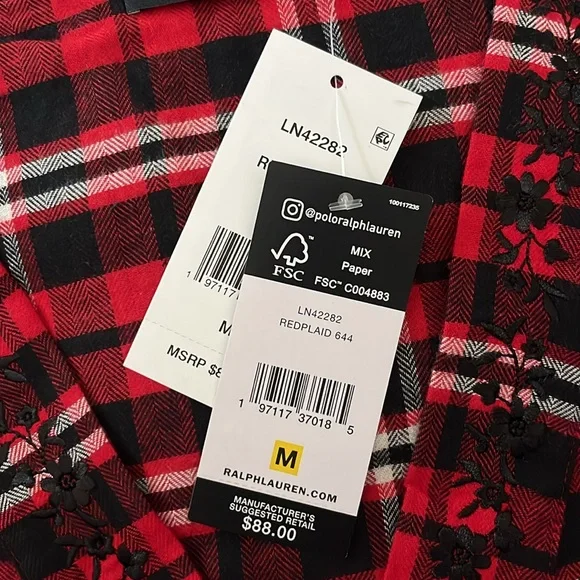 LN42282
MSRP
100117235
@poloralphlauren
FSC™
MIX
Paper
FSC™ C004883
LN42282
REDPLAID 644
1 97117 37018 5
M
RALPHLAUREN.COM
MANUFACTURER'S
SUGGESTED RETAIL
$88.00